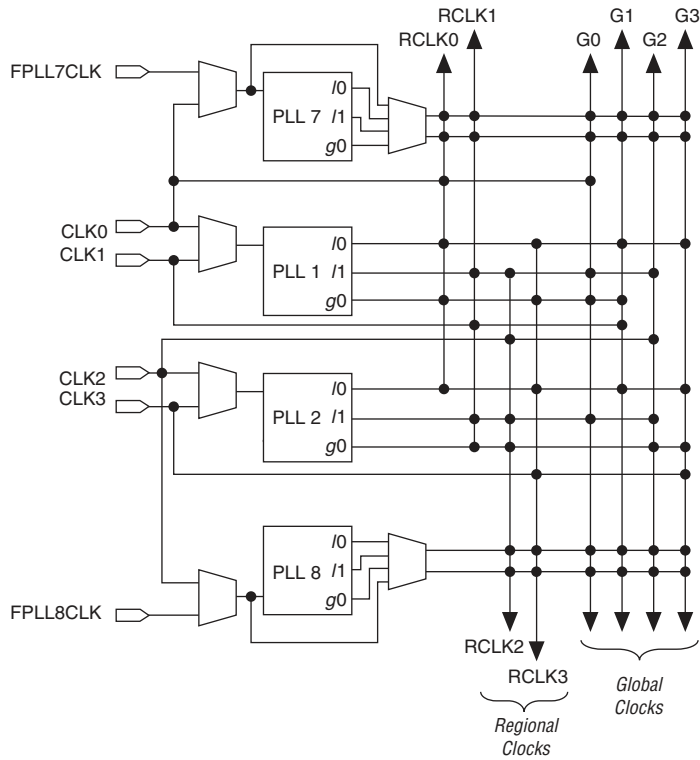 RCLK1
G1
G3
RCLK0
G0
G2
FPLL7CLK
PLL 7
l0
l1
g0
CLK0
CLK1
PLL 1
l0
l1
g0
CLK2
CLK3
PLL 2
l0
l1
g0
PLL 8
l0
l1
g0
FPLL8CLK
RCLK2
RCLK3
Regional
Clocks
Global
Clocks